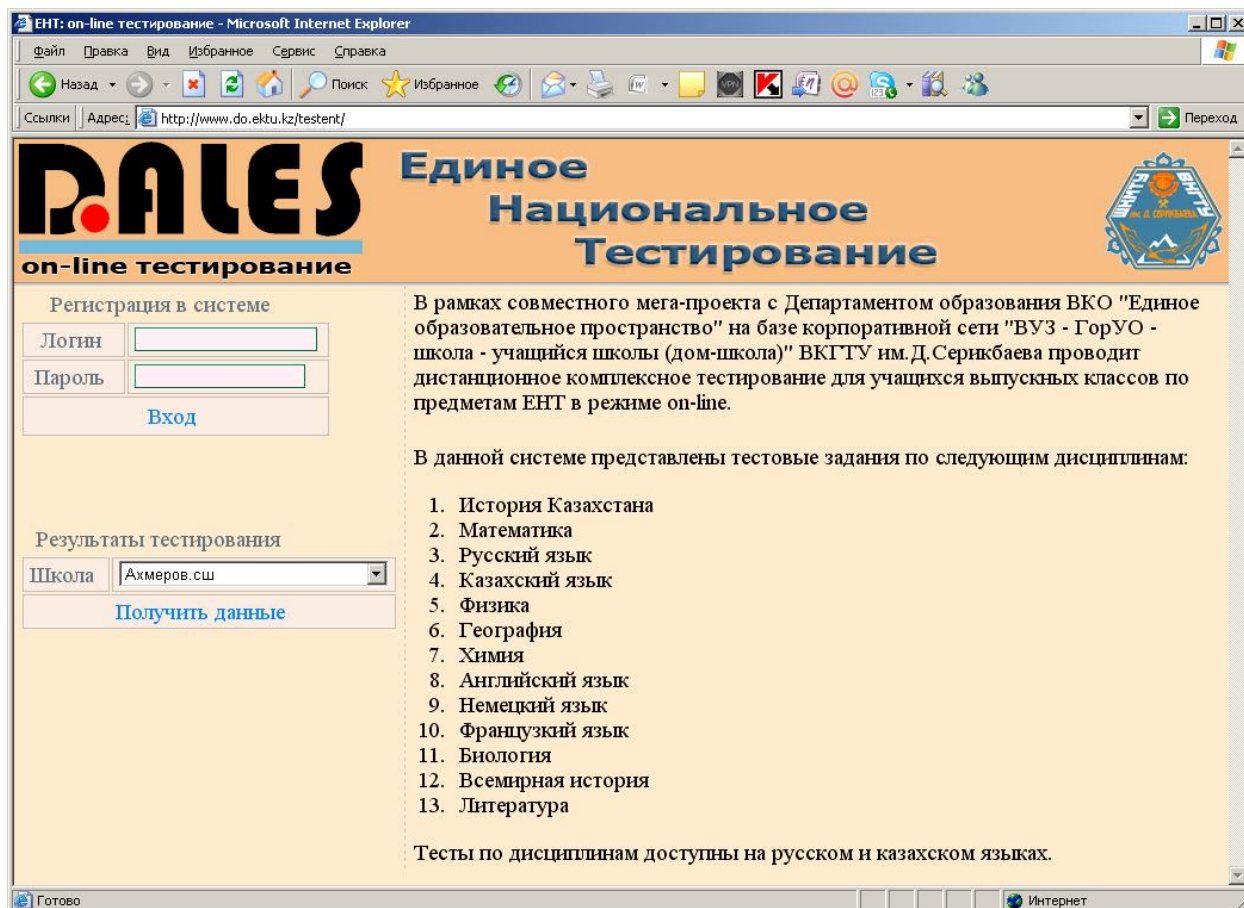 ЕНТ: on-line тестирование - Microsoft Internet Explorer
Файл Правка Вид Избранное Сервис Справка
Назад Поиск Избранное
Ссылки Адрес: http://www.do.ektu.kz/testent/ Переход
D.ALES
on-line тестирование
Единое
Национальное
Тестирование
ШКМТУ ВКГТУ
им. Д. СЕРИКБАЕВА
Регистрация в системе
Логин
Пароль
Вход
Результаты тестирования
Школа Ахмеров.сш
Получить данные
В рамках совместного мега-проекта с Департаментом образования ВКО "Единое
образовательное пространство" на базе корпоративной сети "ВУЗ - ГорУО -
школа - учащийся школы (дом-школа)" ВКГТУ им.Д.Серикбаева проводит
дистанционное комплексное тестирование для учащихся выпускных классов по
предметам ЕНТ в режиме on-line.
В данной системе представлены тестовые задания по следующим дисциплинам:
1. История Казахстана
2. Математика
3. Русский язык
4. Казахский язык
5. Физика
6. География
7. Химия
8. Английский язык
9. Немецкий язык
10. Французкий язык
11. Биология
12. Всемирная история
13. Литература
Тесты по дисциплинам доступны на русском и казахском языках.
Готово Интернет